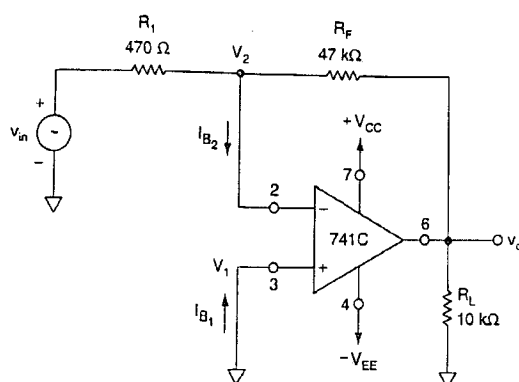 R1
470 Ω
V2
RF
47 kΩ
+
vin
~
−
IB2
+VCC
7
2
−
741C
6
V1
3
+
IB1
4
−VEE
RL
10 kΩ